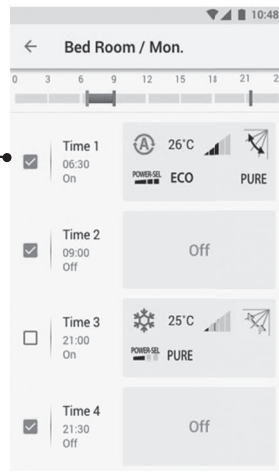 10:48
Bed Room / Mon.
0 3 6 9 12 15 18 21 2
Time 1
06:30
On
A 26°C
POWER-SEL ECO PURE
Time 2
09:00
Off
Off
Time 3
21:00
On
25°C
POWER-SEL PURE
Time 4
21:30
Off
Off